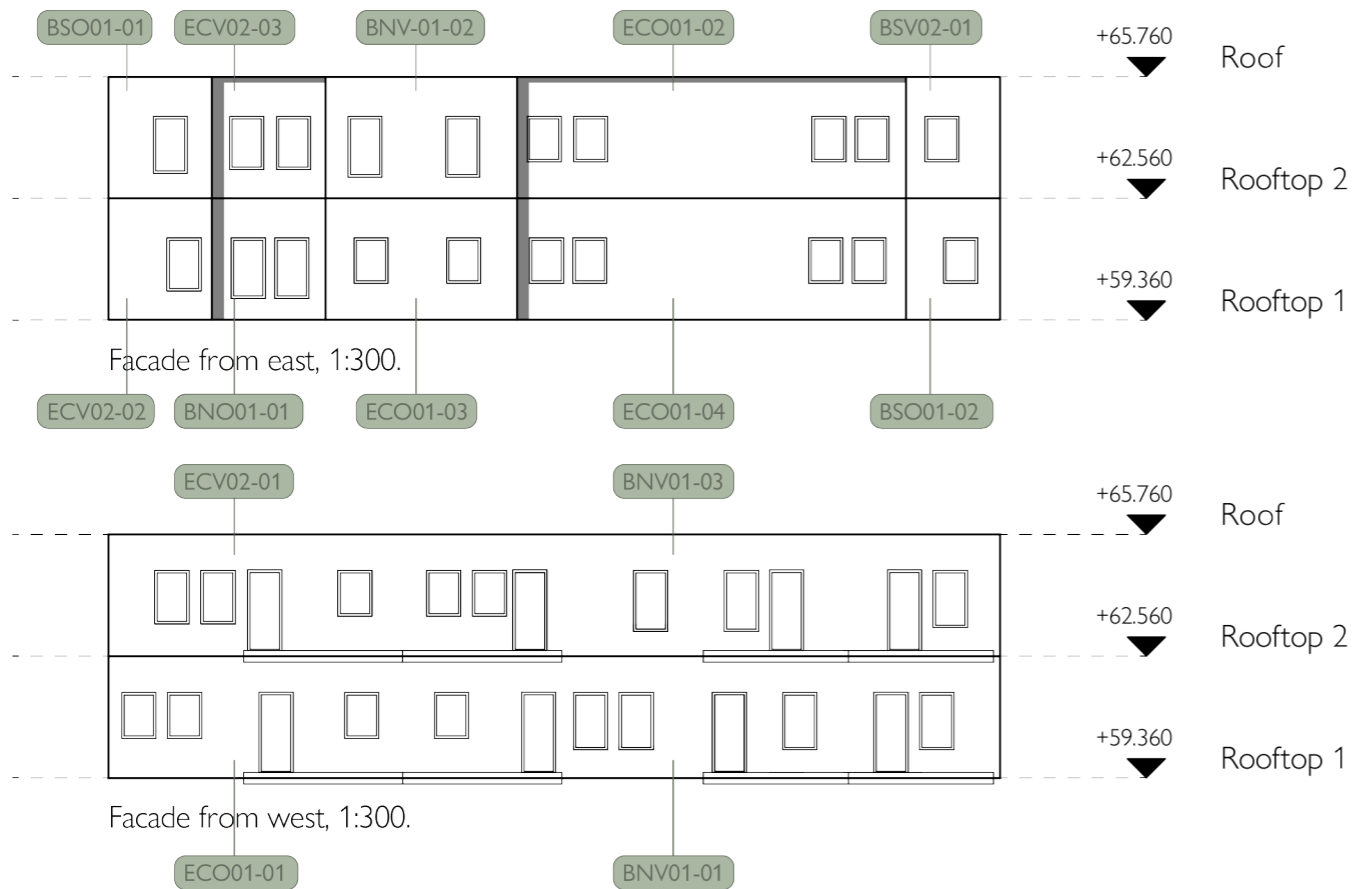 BSO01-01 ECV02-03 BNV-01-02 ECO01-02 BSV02-01
+65.760 Roof
+62.560 Rooftop 2
+59.360 Rooftop 1
Facade from east, 1:300.
ECV02-02 BNO01-01 ECO01-03 ECO01-04 BSO01-02
ECV02-01 BNV01-03
+65.760 Roof
+62.560 Rooftop 2
+59.360 Rooftop 1
Facade from west, 1:300.
ECO01-01 BNV01-01